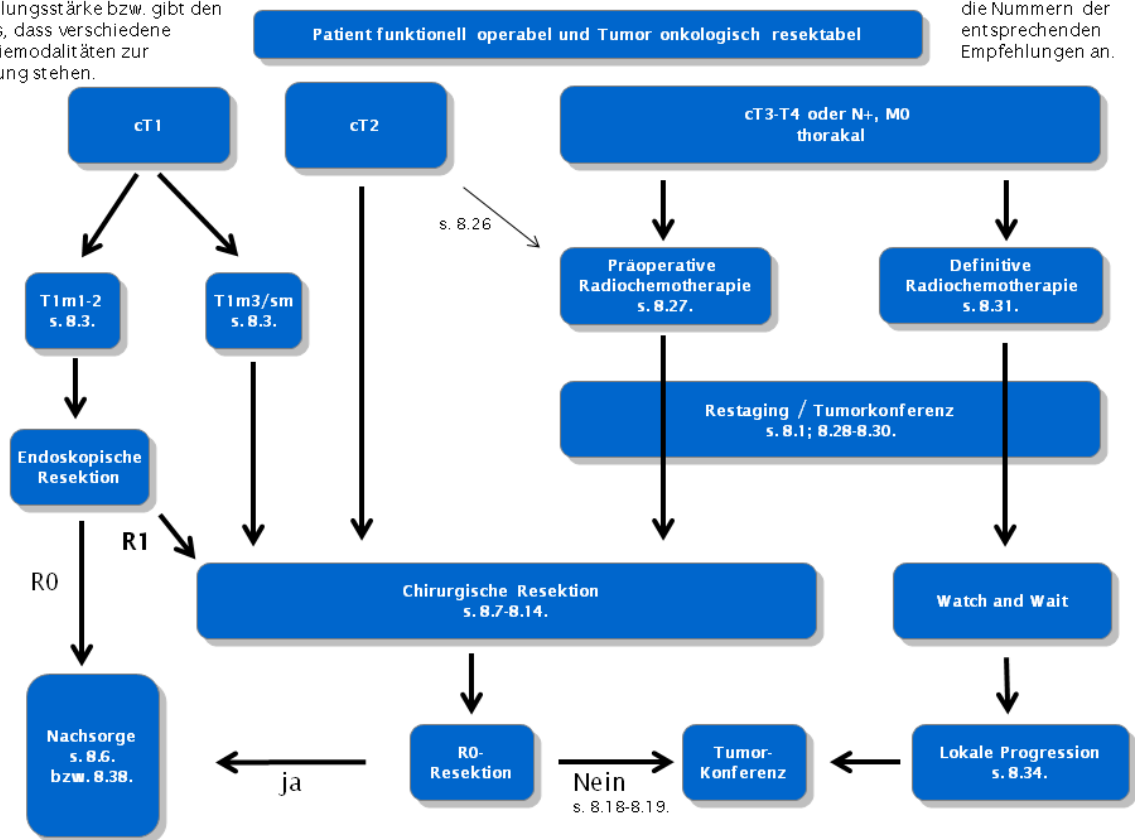 lungsstärke bzw. gibt den
s, dass verschiedene
iemodalitäten zur
ung stehen.
Patient funktionell operabel und Tumor onkologisch resektabel
die Nummern der
entsprechenden
Empfehlungen an.
cT1
cT2
cT3-T4 oder N+, M0
thorakal
s. 8.26
T1m1-2
s. 8.3.
T1m3/sm
s. 8.3.
Präoperative
Radiochemotherapie
s. 8.27.
Definitive
Radiochemotherapie
s. 8.31.
Restaging / Tumorkonferenz
s. 8.1; 8.28-8.30.
Endoskopische
Resektion
R1
R0
Chirurgische Resektion
s. 8.7-8.14.
Watch and Wait
Nachsorge
s. 8.6.
bzw. 8.38.
ja
R0-
Resektion
Nein
s. 8.18-8.19.
Tumor-
Konferenz
Lokale Progression
s. 8.34.